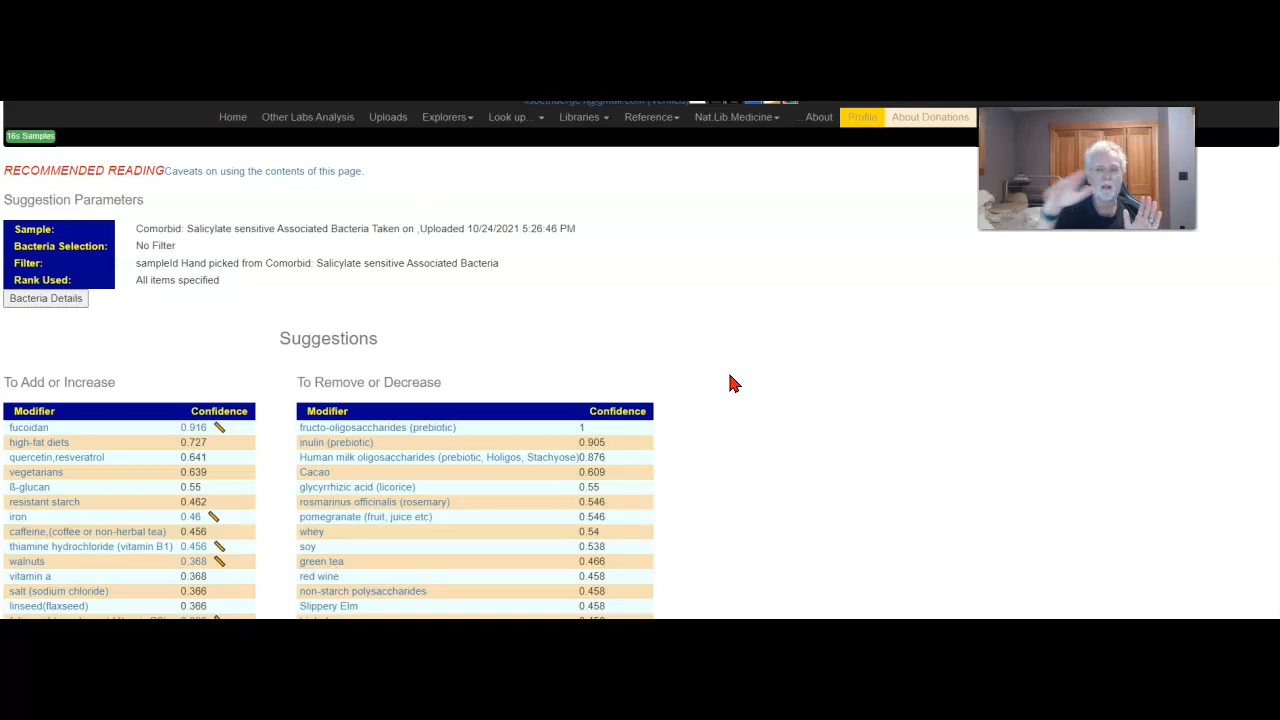 Home Other Labs Analysis Uploads Explorers Look up... Libraries Reference Nat.Lib.Medicine ... About Profile About Donations
16s Samples
RECOMMENDED READINGCaveats on using the contents of this page.
Suggestion Parameters
Sample: Comorbid: Salicylate sensitive Associated Bacteria Taken on ,Uploaded 10/24/2021 5:26:46 PM
Bacteria Selection: No Filter
Filter: sampleId Hand picked from Comorbid: Salicylate sensitive Associated Bacteria
Rank Used: All items specified
Bacteria Details
Suggestions
To Add or Increase
Modifier Confidence
fucoidan 0.916
high-fat diets 0.727
quercetin,resveratrol 0.641
vegetarians 0.639
ß-glucan 0.55
resistant starch 0.462
iron 0.46
caffeine,(coffee or non-herbal tea) 0.456
thiamine hydrochloride (vitamin B1) 0.456
walnuts 0.368
vitamin a 0.368
salt (sodium chloride) 0.366
linseed(flaxseed) 0.366
To Remove or Decrease
Modifier Confidence
fructo-oligosaccharides (prebiotic) 1
inulin (prebiotic) 0.905
Human milk oligosaccharides (prebiotic, Holigos, Stachyose)0.876
Cacao 0.609
glycyrrhizic acid (licorice) 0.55
rosmarinus officinalis (rosemary) 0.546
pomegranate (fruit, juice etc) 0.546
whey 0.54
soy 0.538
green tea 0.466
red wine 0.458
non-starch polysaccharides 0.458
Slippery Elm 0.458